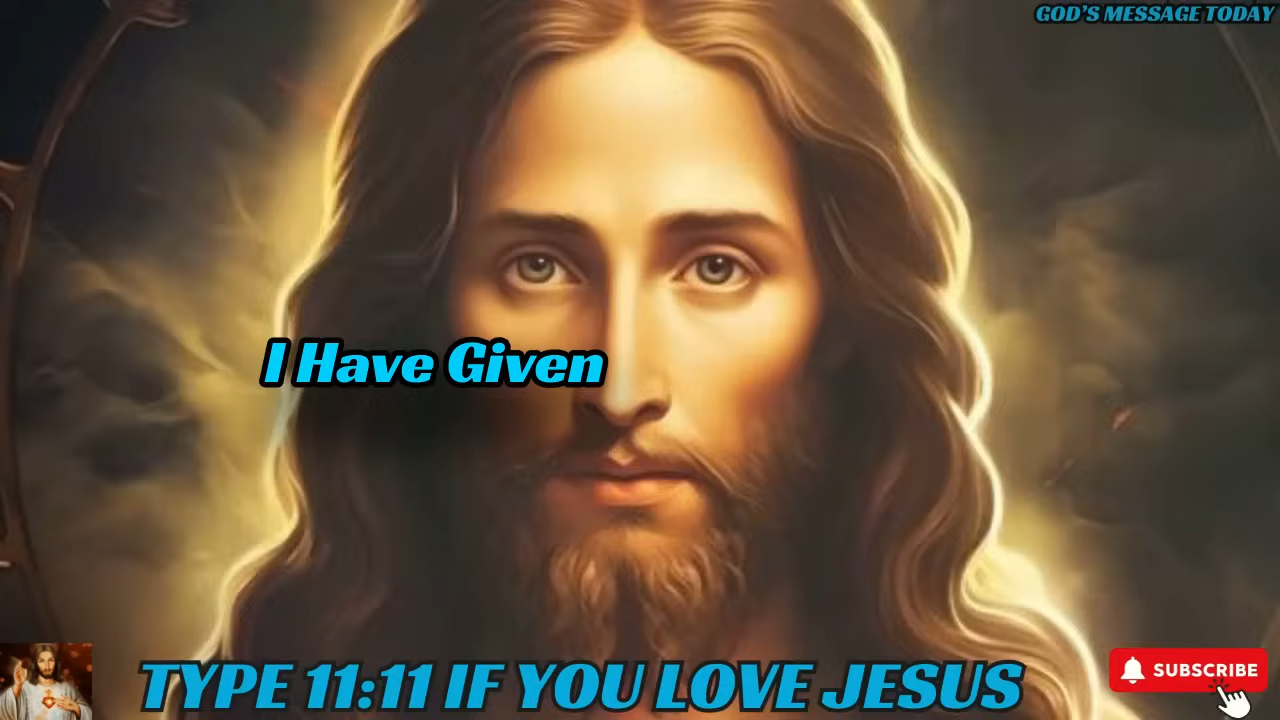 GOD'S MESSAGE TODAY
I Have Given
TYPE 11:11 IF YOU LOVE JESUS
SUBSCRIBE